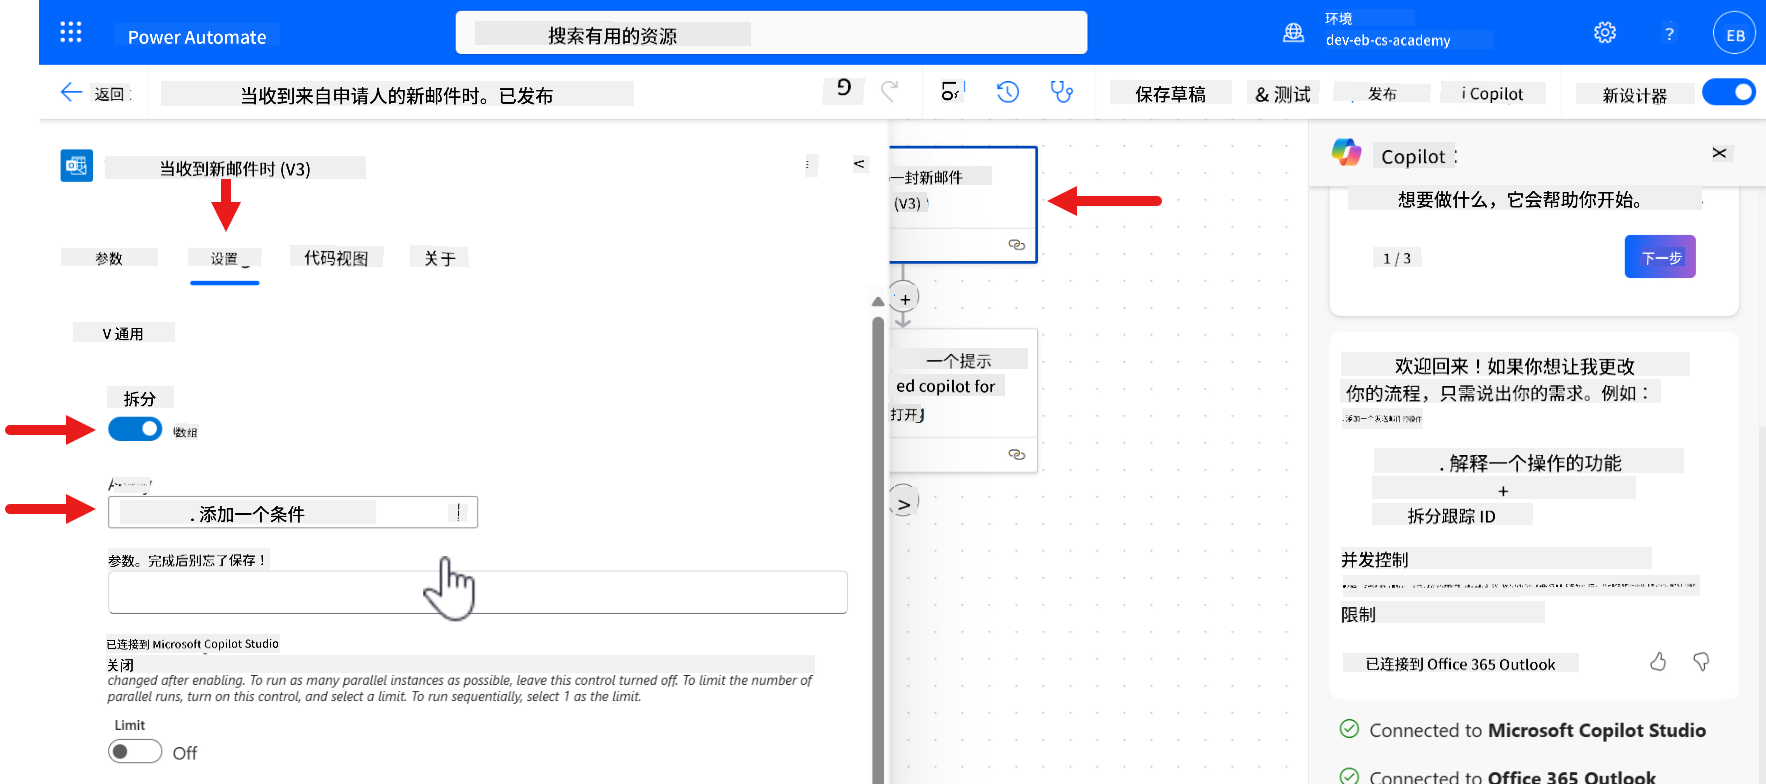 Power Automate
搜索有用的资源
环境
dev-eb-cs-academy
?
EB
返回
当收到来自申请人的新邮件时。已发布
保存草稿
& 测试
发布
i Copilot
新设计器
当收到新邮件时 (V3)
<
参数
设置
代码视图
关于
V 通用
拆分
数组
. 添加一个条件
参数。完成后别忘了保存！
已连接到 Microsoft Copilot Studio
关闭
changed after enabling. To run as many parallel instances as possible, leave this control turned off. To limit the number of
parallel runs, turn on this control, and select a limit. To run sequentially, select 1 as the limit.
Limit
Off
一封新邮件
(V3)
+
一个提示
ed copilot for
打开
>
Copilot :
想要做什么，它会帮助你开始。
1 / 3
下一步
欢迎回来！如果你想让我更改
你的流程，只需说出你的需求。例如：
. 添加一个发送邮件的操作
. 解释一个操作的功能
+
拆分跟踪 ID
并发控制
限制
已连接到 Office 365 Outlook
Connected to Microsoft Copilot Studio
Connected to Office 365 Outlook